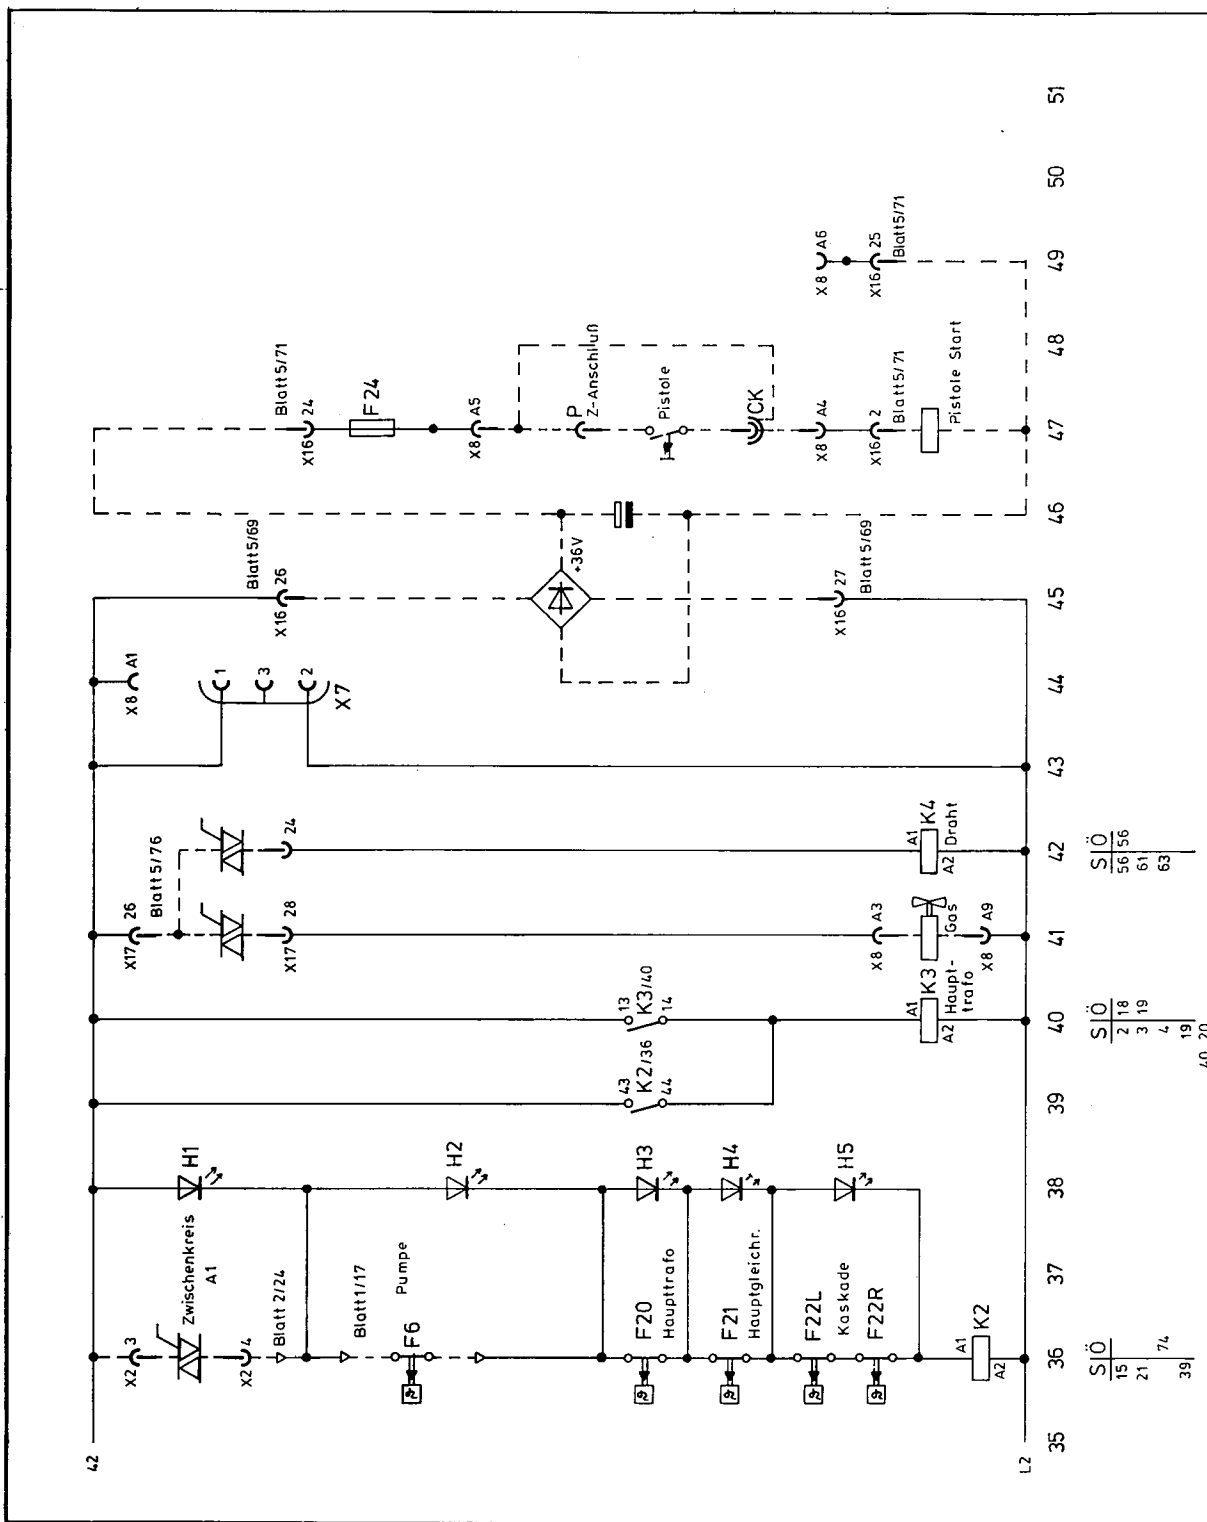 42
X2 3
Zwischenkreis
A1
X2 4
Blatt 2/24
Blatt 1/17
F6
Pumpe
F20
Haupttrafo
F21
Hauptgleichr.
F22L
Kaskade
F22R
A1
K2
A2
H1
H2
H3
H4
H5
43
K2/36
44
13
K3/40
14
A1
K3
A2
Haupt-
trafo
X17 26
Blatt 5/76
X17 28
X8 A3
Gas
X8 A9
24
A1
K4
A2
Draht
X8 A1
1
3
2
X7
Blatt 5/69
X16 26
+36V
X16 27
Blatt 5/69
Blatt 5/71
X16 24
F24
X8 A5
P
Z-Anschluß
Pistole
CK
X8 A4
X16 2
Blatt 5/71
Pistole Start
X8 A6
X16 25
Blatt 5/71
L2
35 36 37 38 39 40 41 42 43 44 45 46 47 48 49 50 51
S Ö
15
21
74
39
S Ö
2 18
3 19
4
19
40 20
S Ö
56 56
61
63